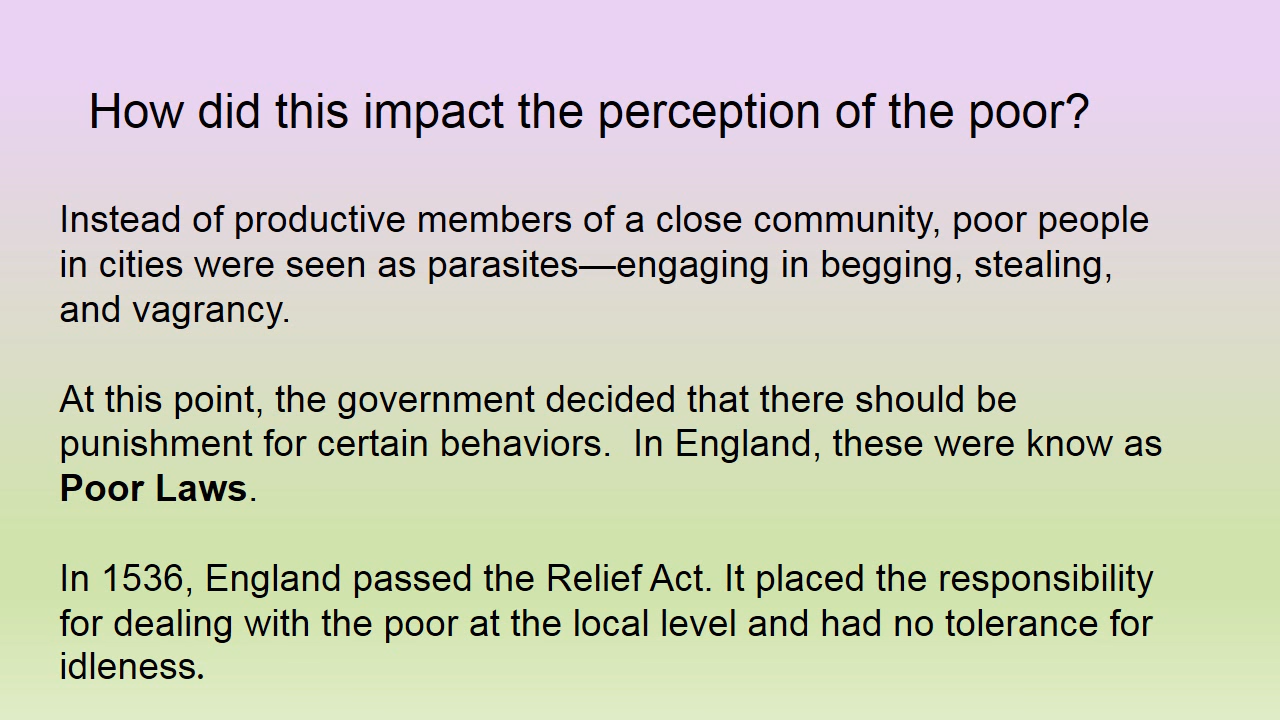 How did this impact the perception of the poor?
Instead of productive members of a close community, poor people
in cities were seen as parasites—engaging in begging, stealing,
and vagrancy.
At this point, the government decided that there should be
punishment for certain behaviors.  In England, these were know as
Poor Laws.
In 1536, England passed the Relief Act. It placed the responsibility
for dealing with the poor at the local level and had no tolerance for
idleness.